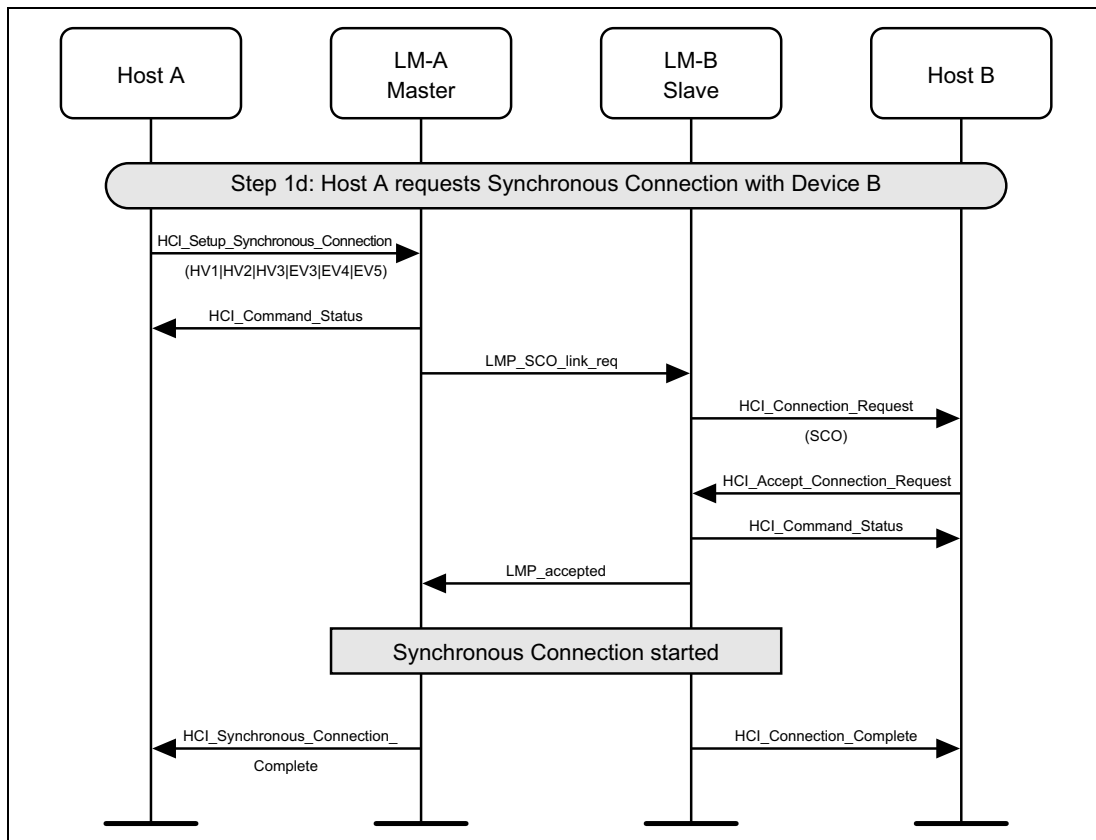 Host A
LM-A
Master
LM-B
Slave
Host B
Step 1d: Host A requests Synchronous Connection with Device B
HCI_Setup_Synchronous_Connection
(HV1|HV2|HV3|EV3|EV4|EV5)
HCI_Command_Status
LMP_SCO_link_req
HCI_Connection_Request
(SCO)
HCI_Accept_Connection_Request
HCI_Command_Status
LMP_accepted
Synchronous Connection started
HCI_Synchronous_Connection_
Complete
HCI_Connection_Complete